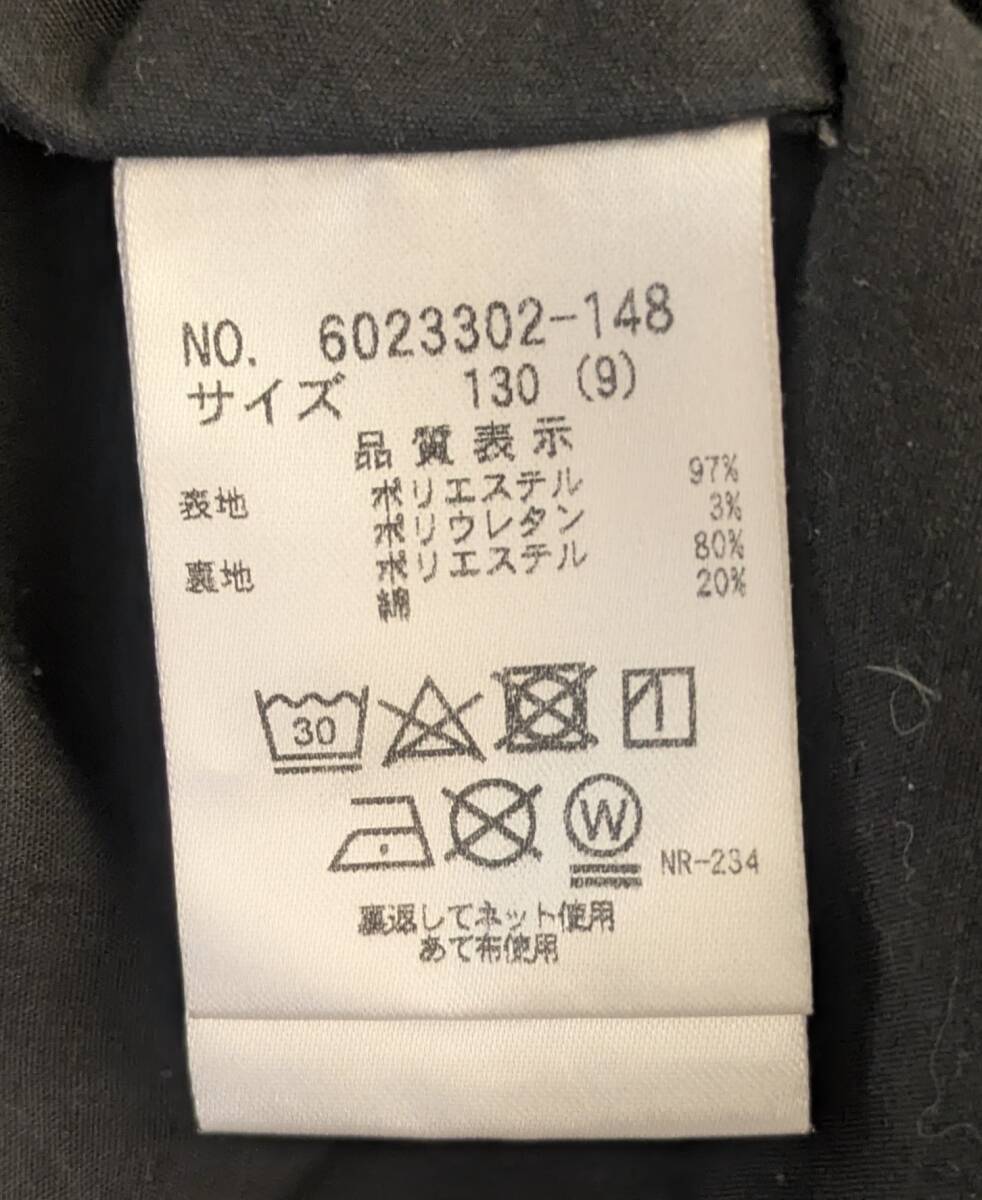 NO. 6023302-148
サイズ 130 (9)
品質表示
表地 ポリエステル 97%
ポリウレタン 3%
裏地 ポリエステル 80%
綿 20%
30
W
NR-234
裏返してネット使用
あて布使用